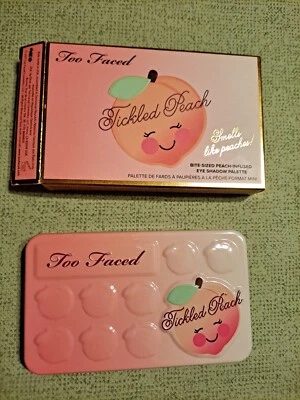 Too Faced
Tickled Peach
Smells
like peaches!
BITE-SIZED PEACH-INFUSED
EYE SHADOW PALETTE
PALETTE DE FARDS À PAUPIÈRES À LA PÊCHE FORMAT MINI
Too Faced
Tickled Peach